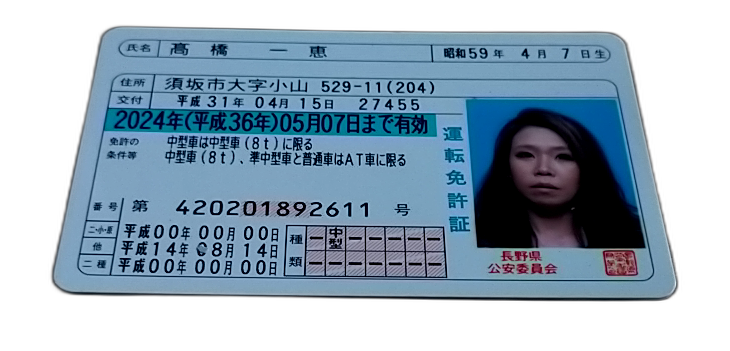 氏名 髙橋 一恵 昭和59年 4月 7日生
住所 須坂市大字小山 529-11(204)
交付 平成31年 04月 15日 27455
2024年(平成36年)05月07日まで有効
免許の 中型車は中型車(8t)に限る
条件等 中型車(8t)、準中型車と普通車はAT車に限る
運転免許証
番号 第 420201892611 号
二・小・原 平成00年 00月 00日
他 平成14年 08月 14日
二種 平成00年 00月 00日
種類 中型
長野県
公安委員会